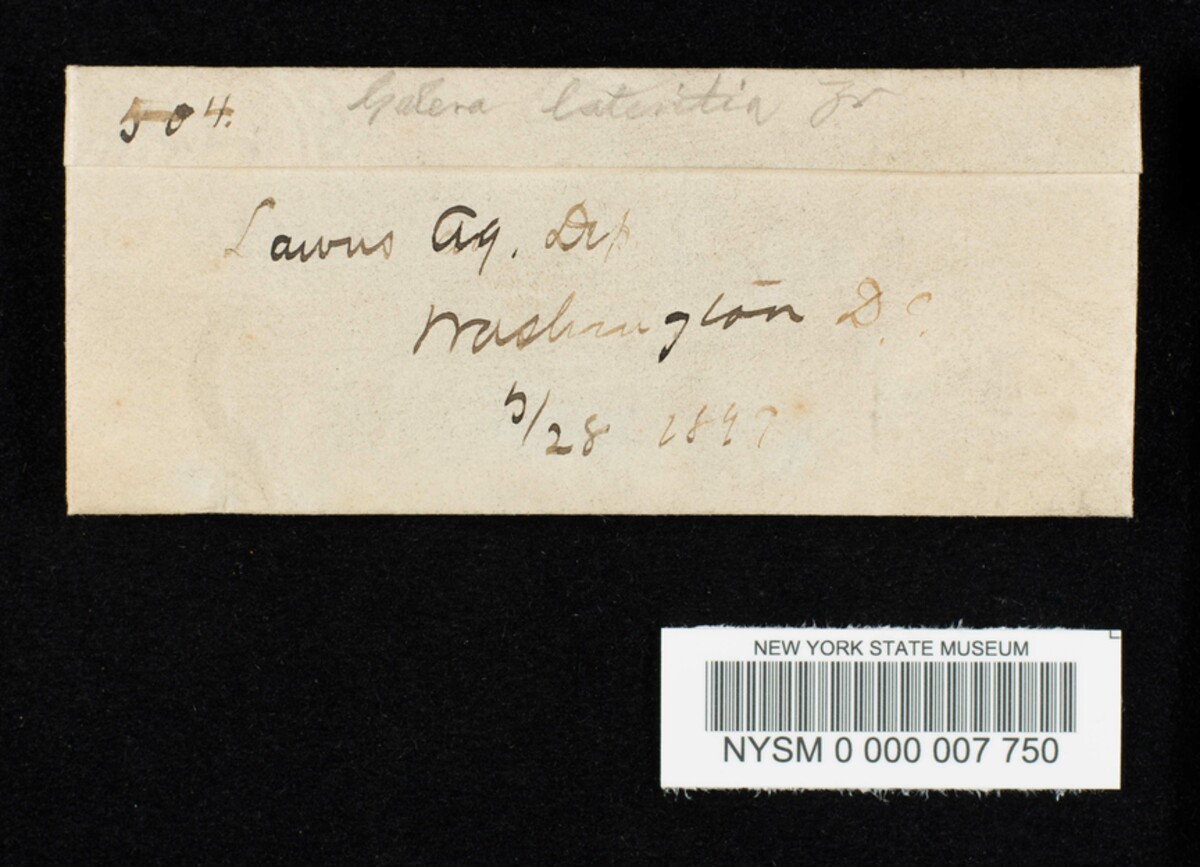 504. Galera lateritia Fr
Lawns Ag. Dep
Washington D.C.
5/28 1897
NEW YORK STATE MUSEUM
NYSM 0 000 007 750